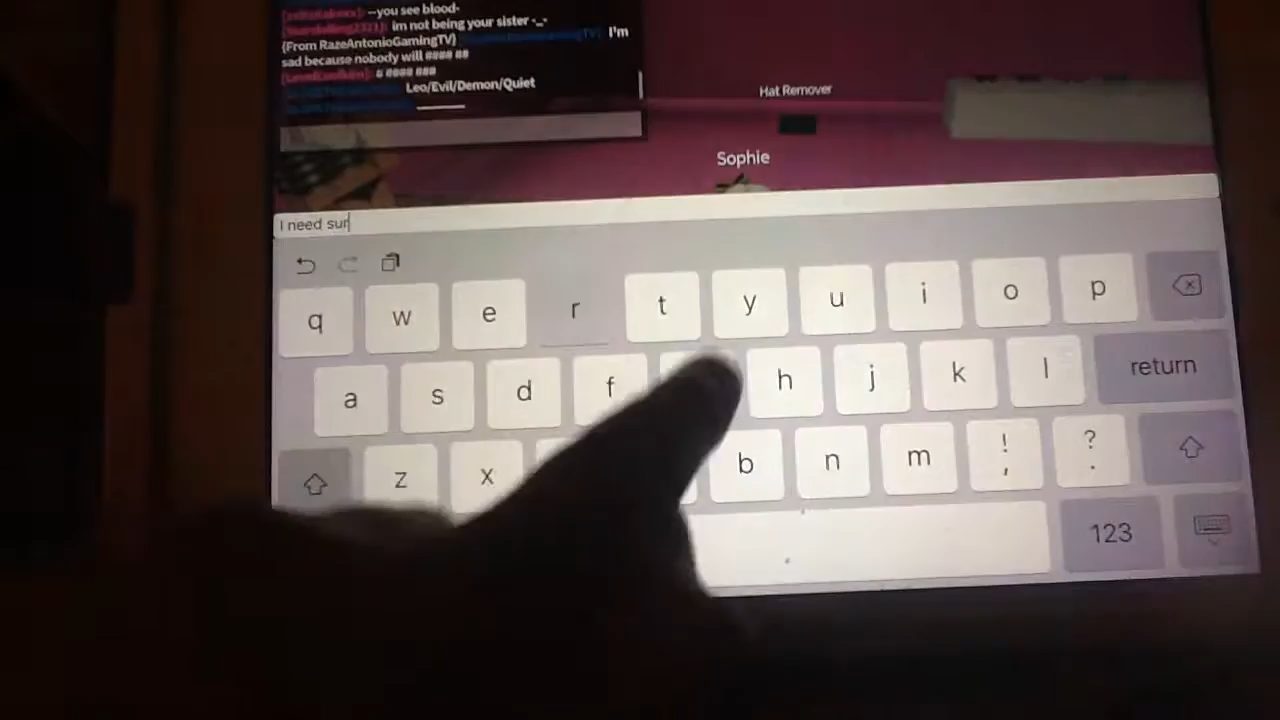 --you see blood-
im not being your sister -_-
{From RazeAntonioGamingTV} I'm
sad because nobody will #### ##
# #### ###
Leo/Evil/Demon/Quiet
Hat Remover
Sophie
I need sur
q w e r t y u i o p
a s d f h j k l return
z x b n m ! , ? .
123